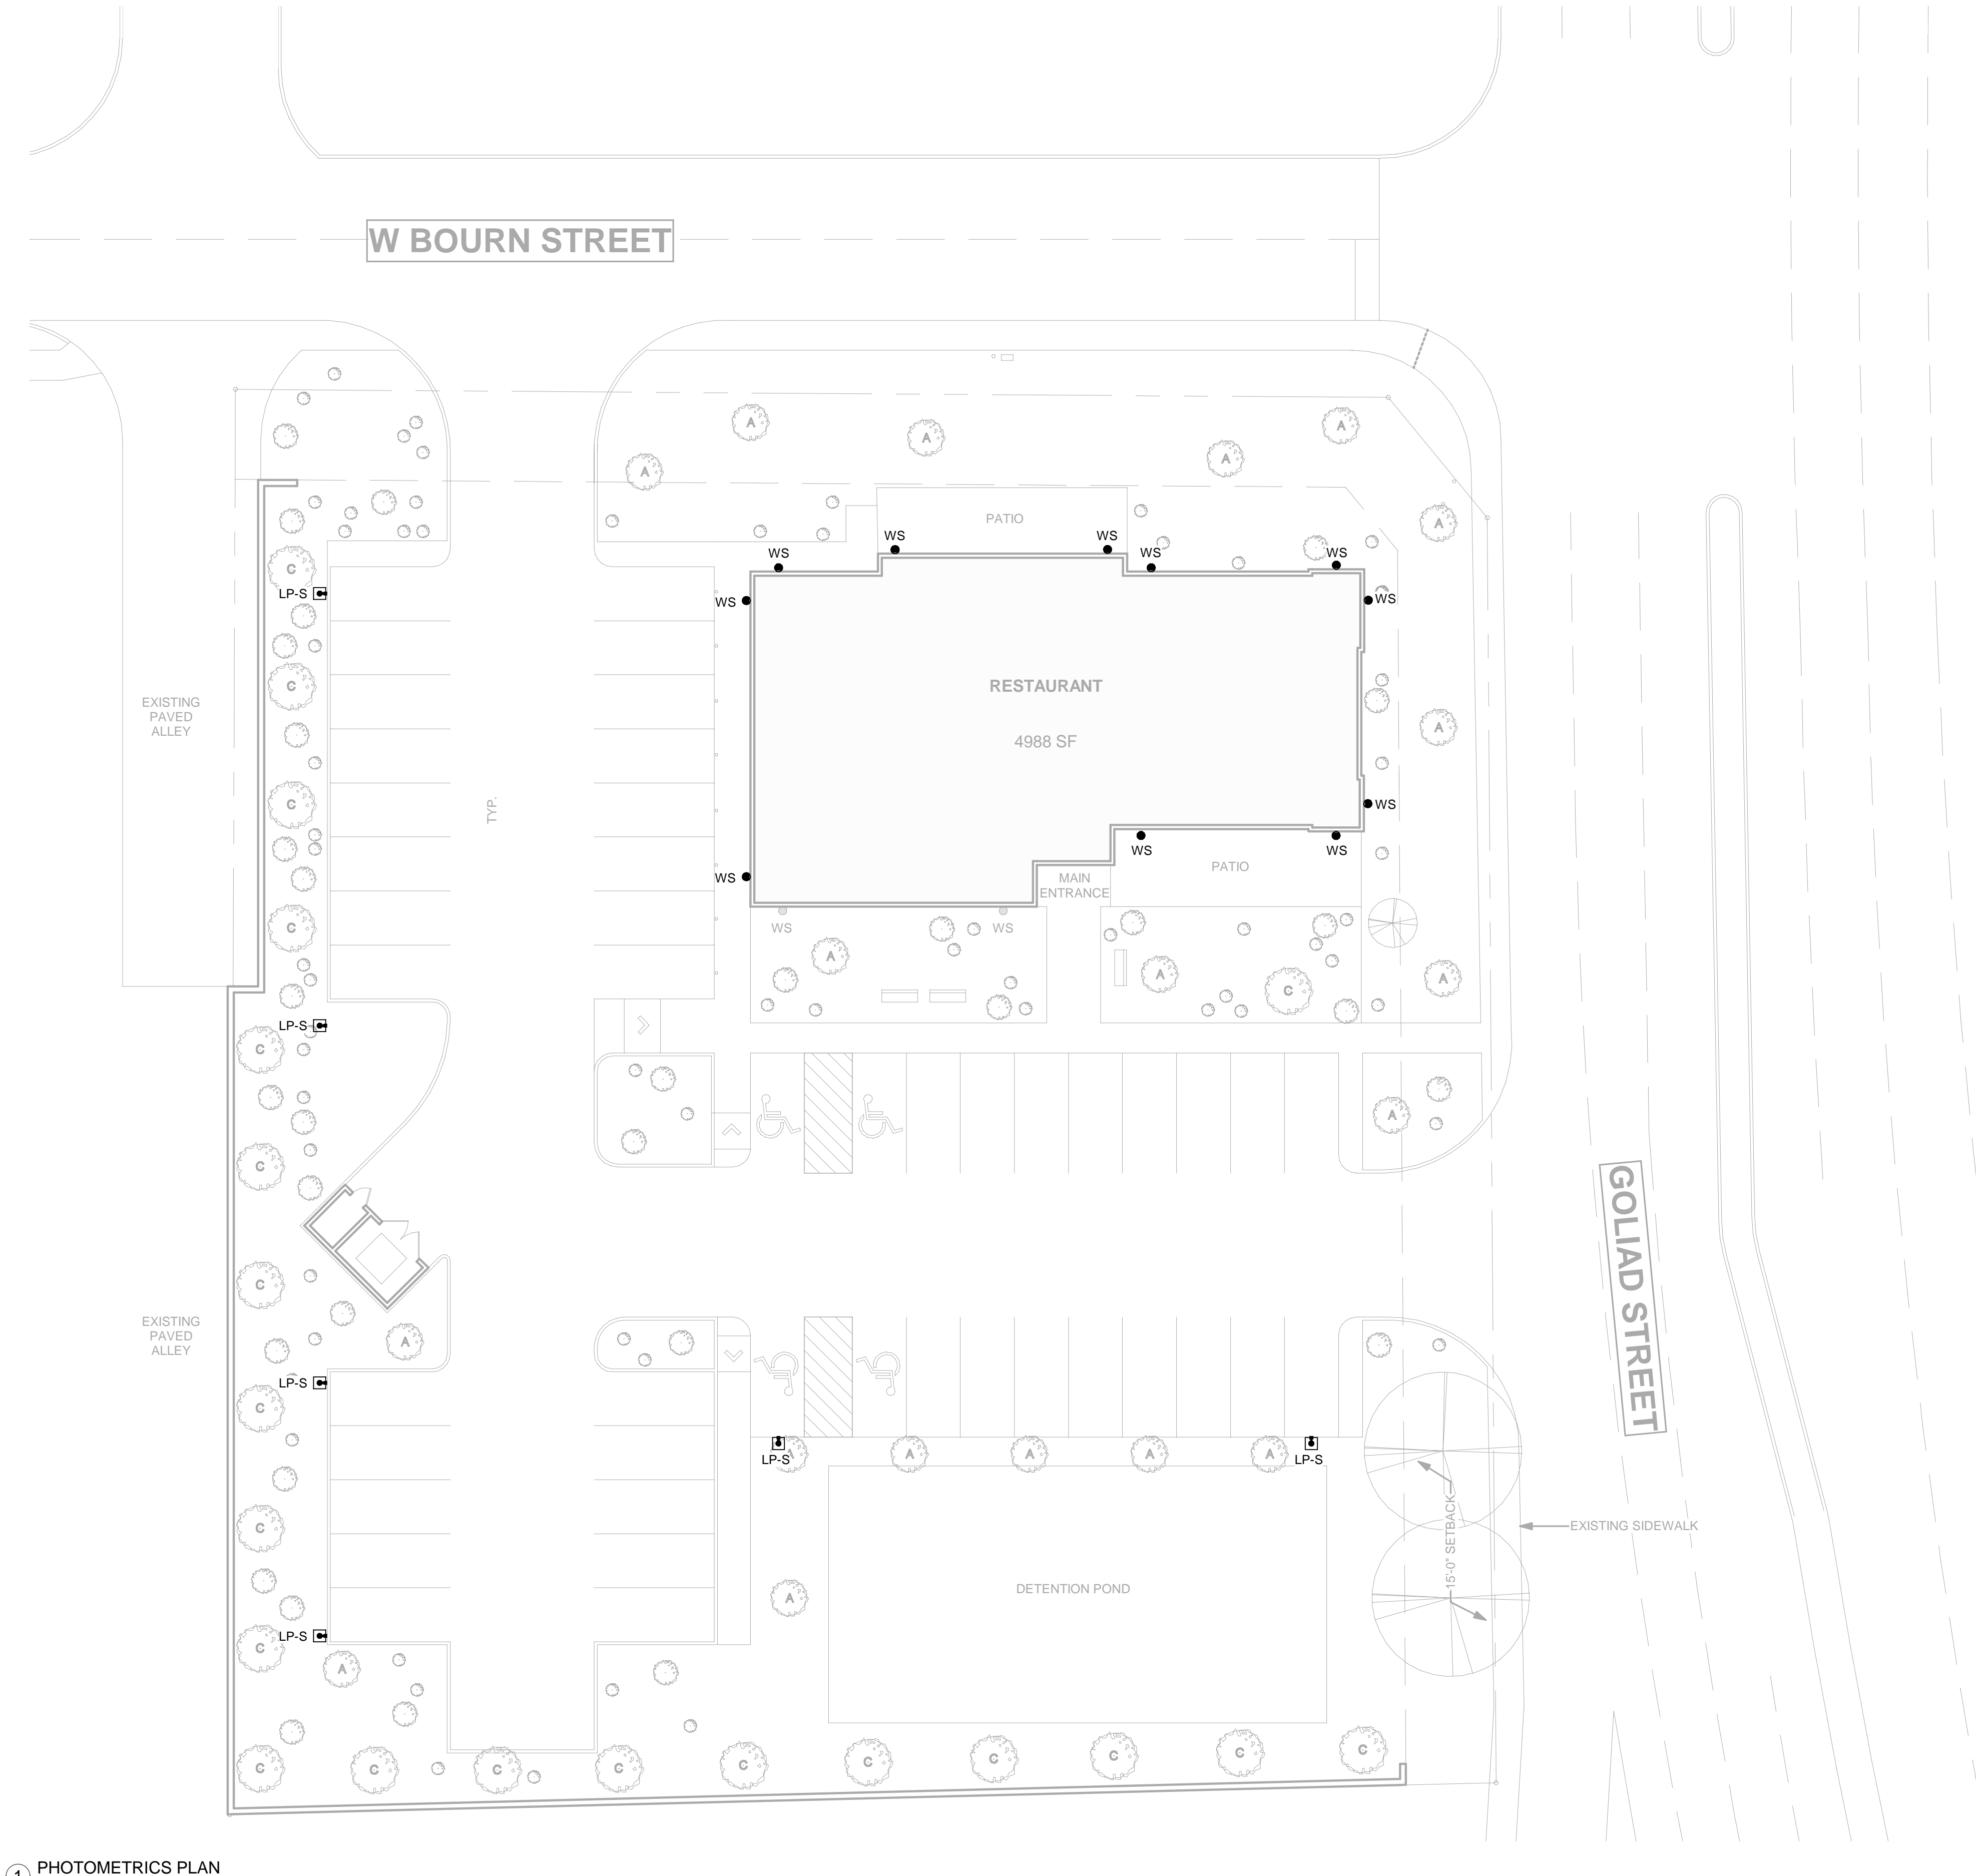 W BOURN STREET
A
A
A
A
A
A
PATIO
WS
WS
WS
WS
WS
C
LP-S
WS
WS
RESTAURANT
C
EXISTING
PAVED
ALLEY
A
4988 SF
TYP.
C
WS
WS
WS
PATIO
MAIN
ENTRANCE
WS
C
WS
WS
A
A
C
A
LP-S
C
A
C
GOLIAD STREET
C
A
EXISTING
PAVED
ALLEY
LP-S
C
A
LP-S
A
A
A
A
LP-S
15'-0" SETBACK
C
EXISTING SIDEWALK
DETENTION POND
A
LP-S
C
A
C
C
C
C
C
C
C
C
C
C
1
PHOTOMETRICS PLAN